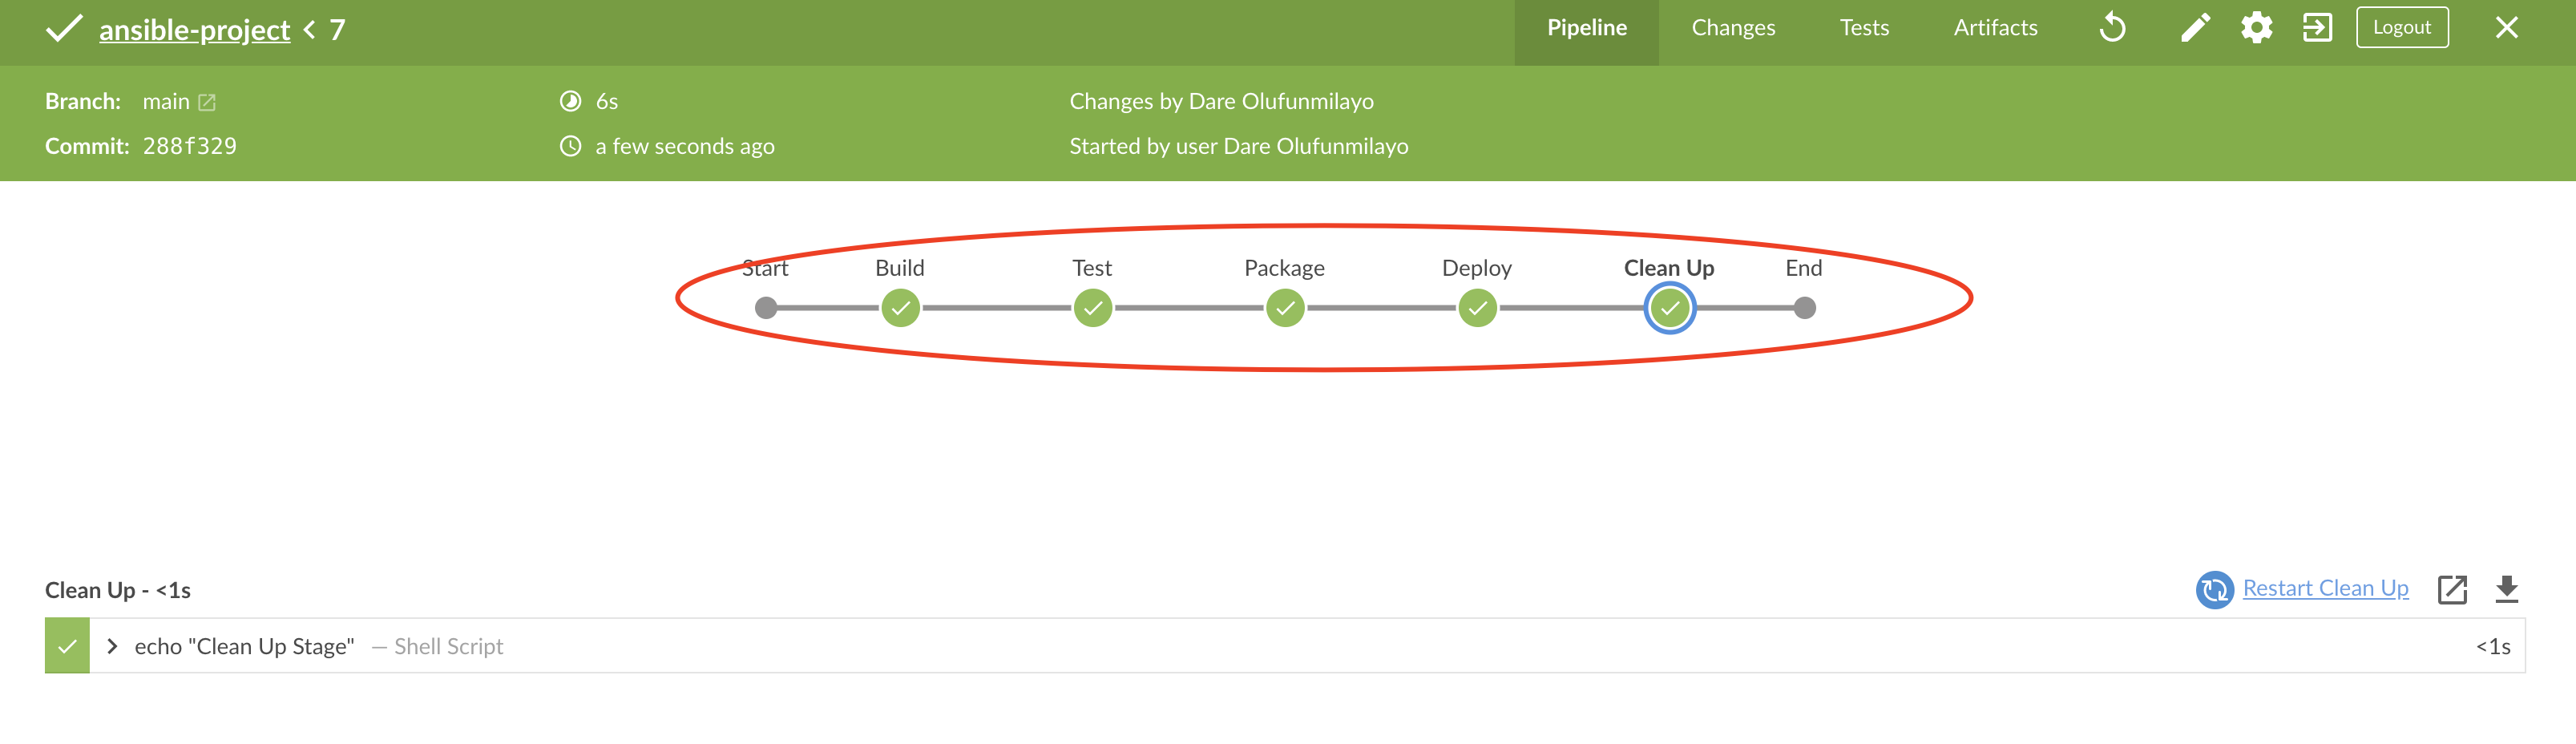 ansible-project < 7 Pipeline Changes Tests Artifacts Logout
Branch: main 6s Changes by Dare Olufunmilayo
Commit: 288f329 a few seconds ago Started by user Dare Olufunmilayo
Start Build Test Package Deploy Clean Up End
Clean Up - <1s Restart Clean Up
echo "Clean Up Stage" — Shell Script <1s